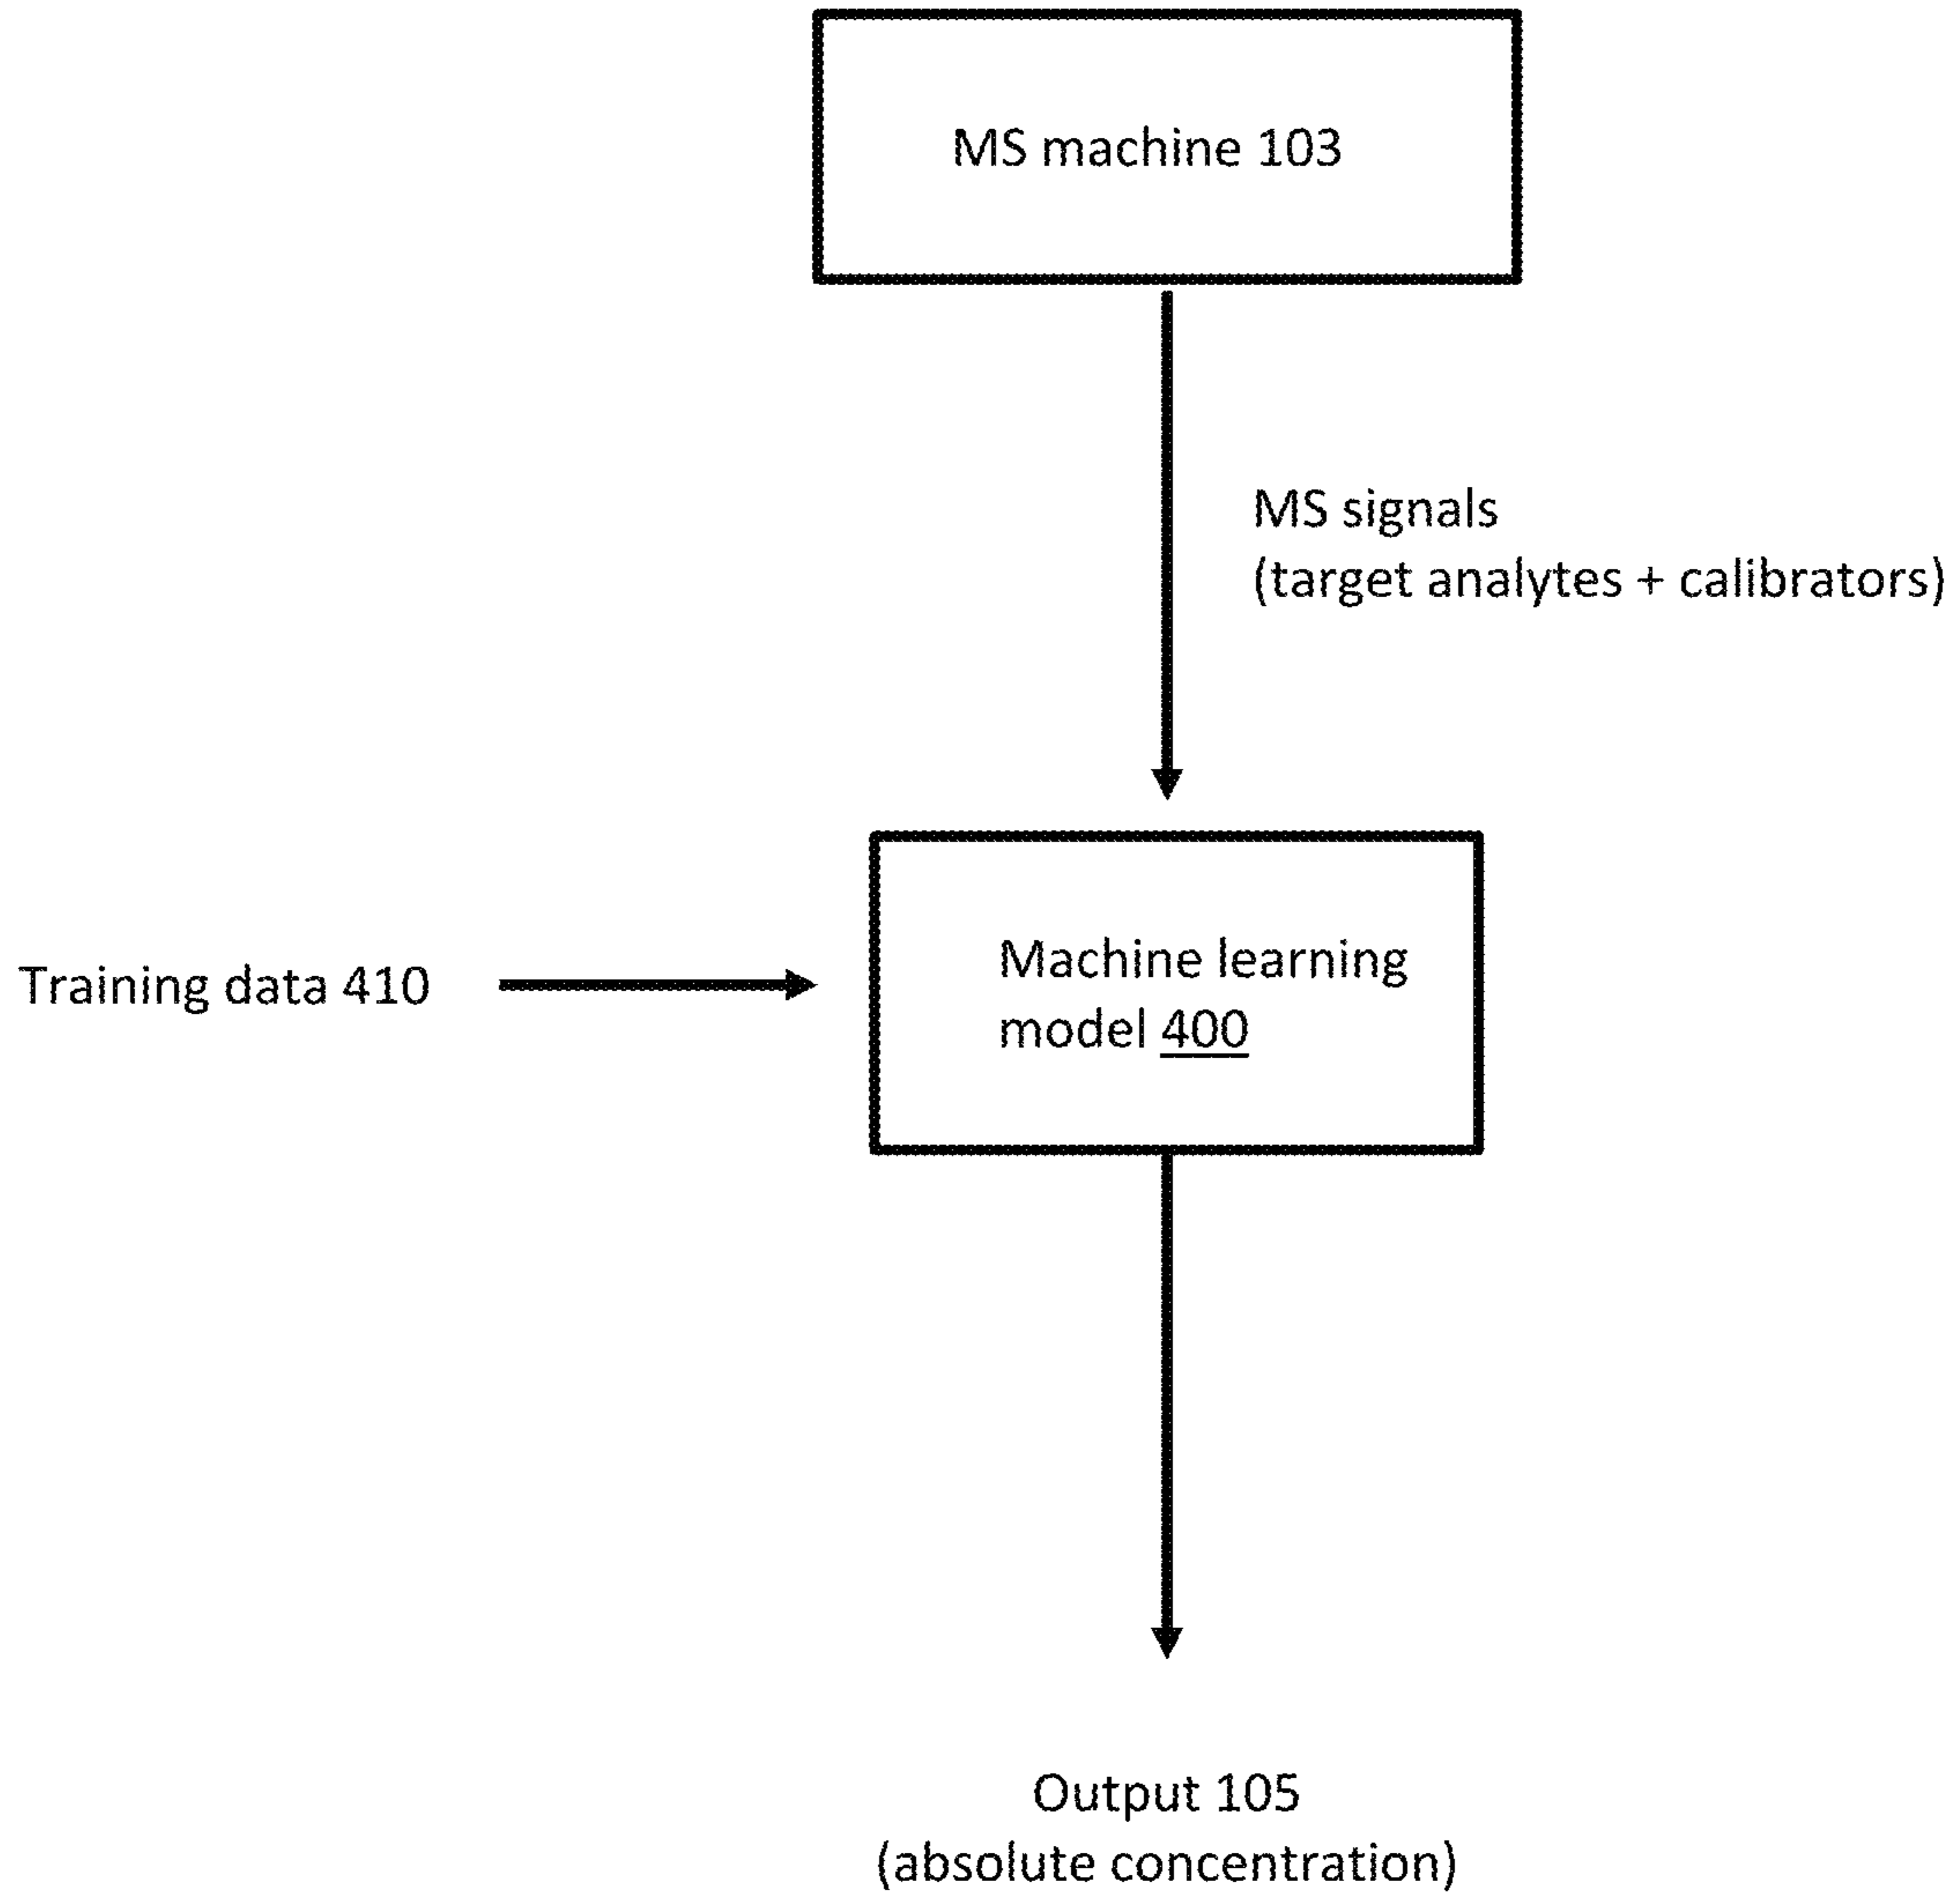 MS machine 103
MS signals
(target analytes + calibrators)
Training data 410
Machine learning
model 400
Output 105
(absolute concentration)